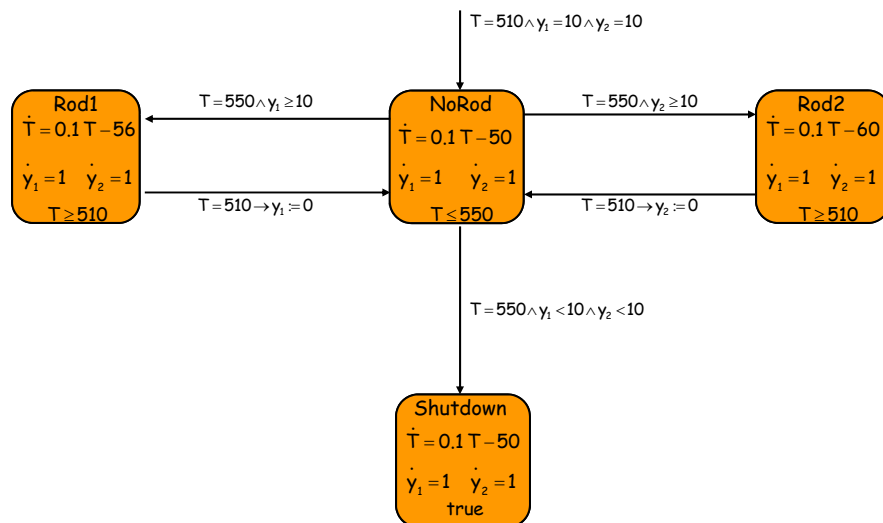 T = 510 ∧ y₁ = 10 ∧ y₂ = 10
Rod1
Ṫ = 0.1 T − 56
ẏ₁ = 1 ẏ₂ = 1
T ≥ 510
T = 550 ∧ y₁ ≥ 10
T = 510 → y₁ := 0
NoRod
Ṫ = 0.1 T − 50
ẏ₁ = 1 ẏ₂ = 1
T ≤ 550
T = 550 ∧ y₂ ≥ 10
T = 510 → y₂ := 0
Rod2
Ṫ = 0.1 T − 60
ẏ₁ = 1 ẏ₂ = 1
T ≥ 510
T = 550 ∧ y₁ < 10 ∧ y₂ < 10
Shutdown
Ṫ = 0.1 T − 50
ẏ₁ = 1 ẏ₂ = 1
true